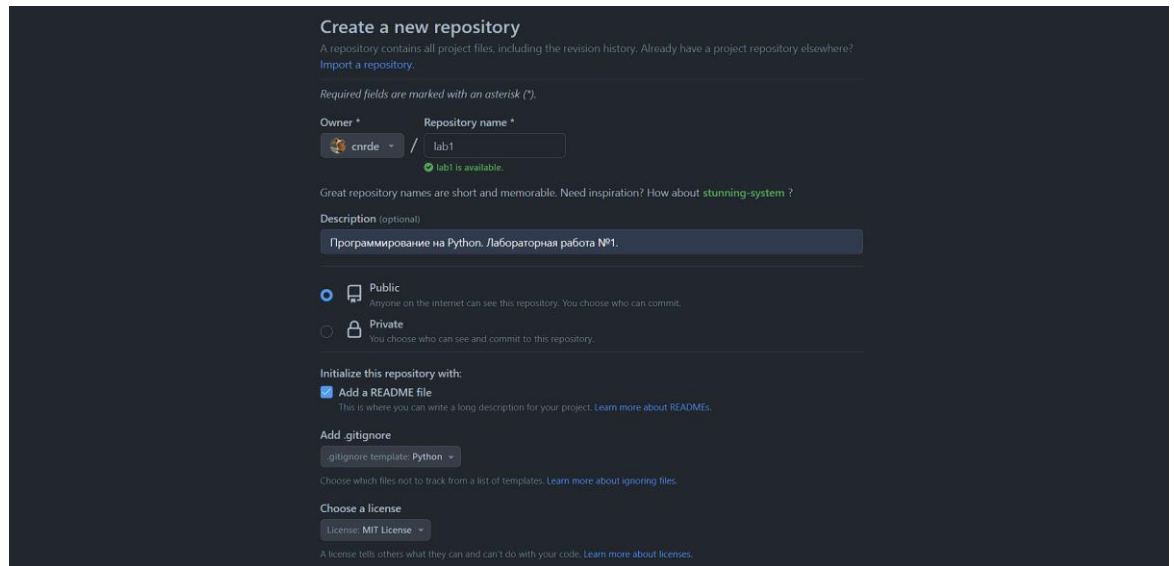 Create a new repository
A repository contains all project files, including the revision history. Already have a project repository elsewhere?
Import a repository.
Required fields are marked with an asterisk (*).
Owner * Repository name *
cnrde / lab1
lab1 is available.
Great repository names are short and memorable. Need inspiration? How about stunning-system ?
Description (optional)
Программирование на Python. Лабораторная работа №1.
Public
Anyone on the internet can see this repository. You choose who can commit.
Private
You choose who can see and commit to this repository.
Initialize this repository with:
Add a README file
This is where you can write a long description for your project. Learn more about READMEs.
Add .gitignore
.gitignore template: Python
Choose which files not to track from a list of templates. Learn more about ignoring files.
Choose a license
License: MIT License
A license tells others what they can and can't do with your code. Learn more about licenses.